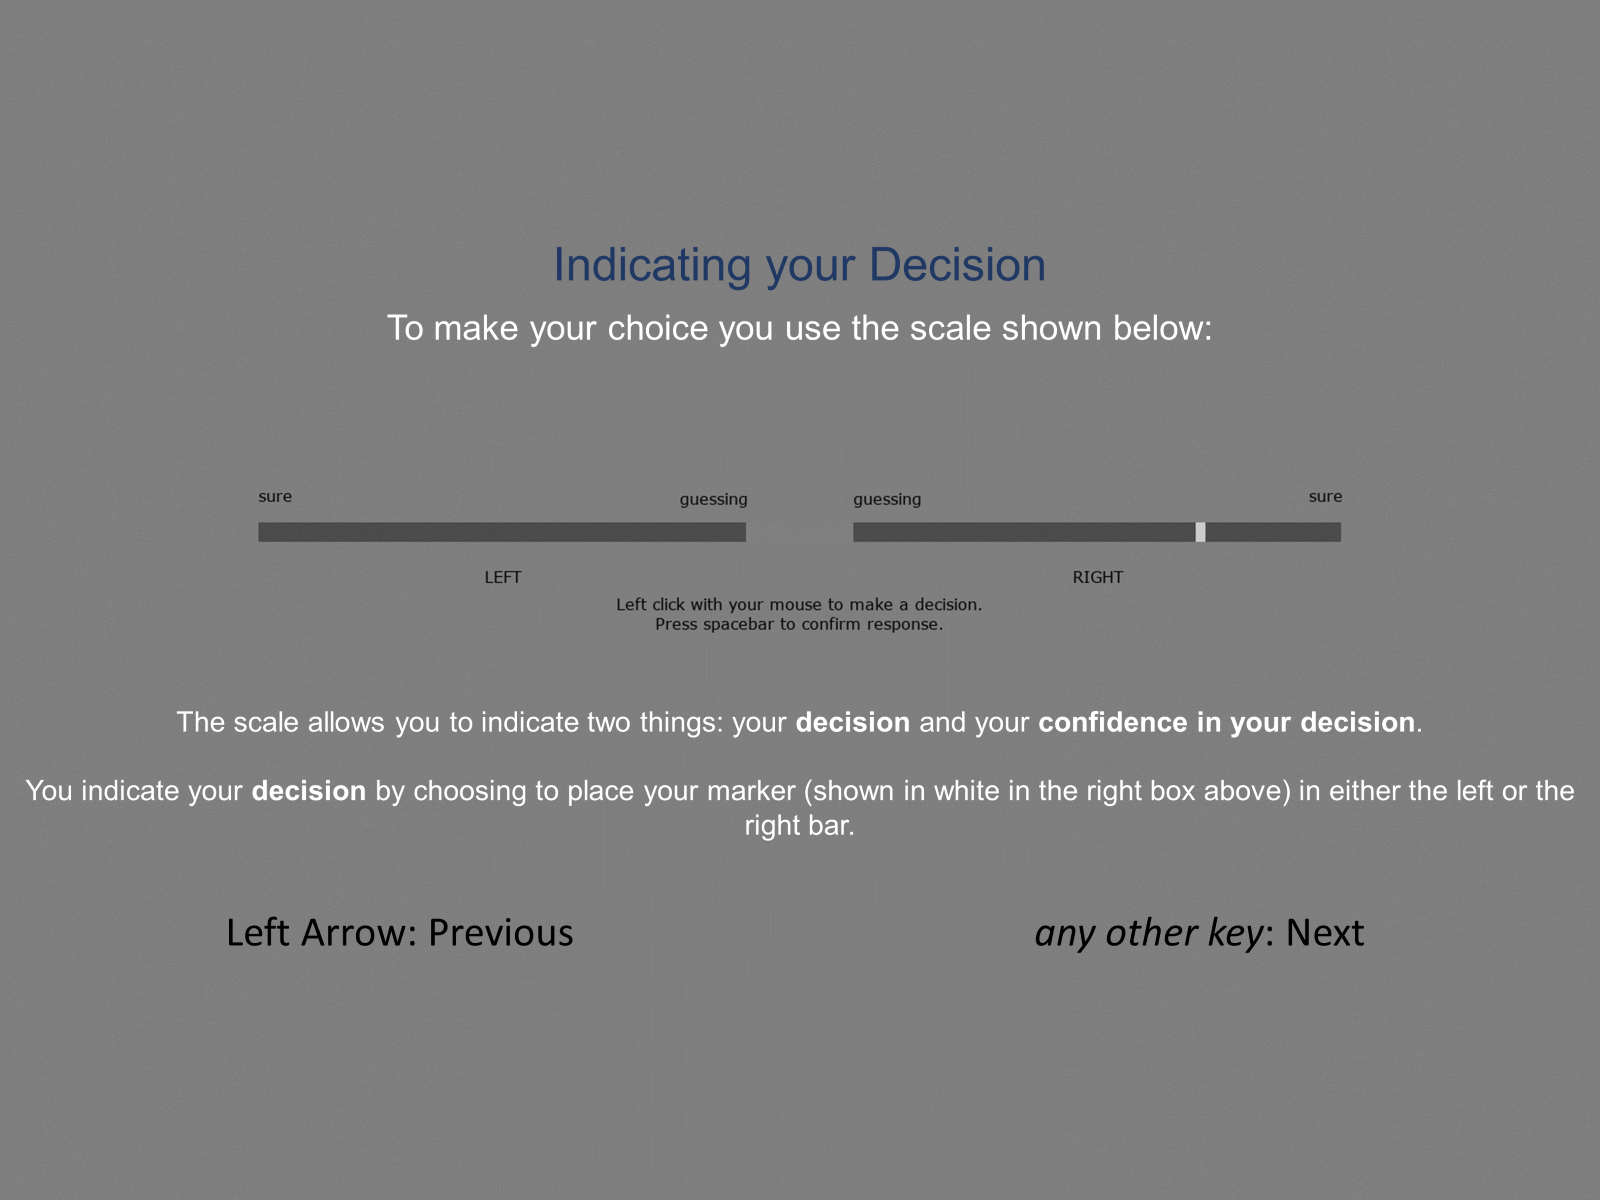 Indicating your Decision
To make your choice you use the scale shown below:
sure guessing guessing sure
LEFT RIGHT
Left click with your mouse to make a decision.
Press spacebar to confirm response.
The scale allows you to indicate two things: your decision and your confidence in your decision.
You indicate your decision by choosing to place your marker (shown in white in the right box above) in either the left or the
right bar.
Left Arrow: Previous any other key: Next